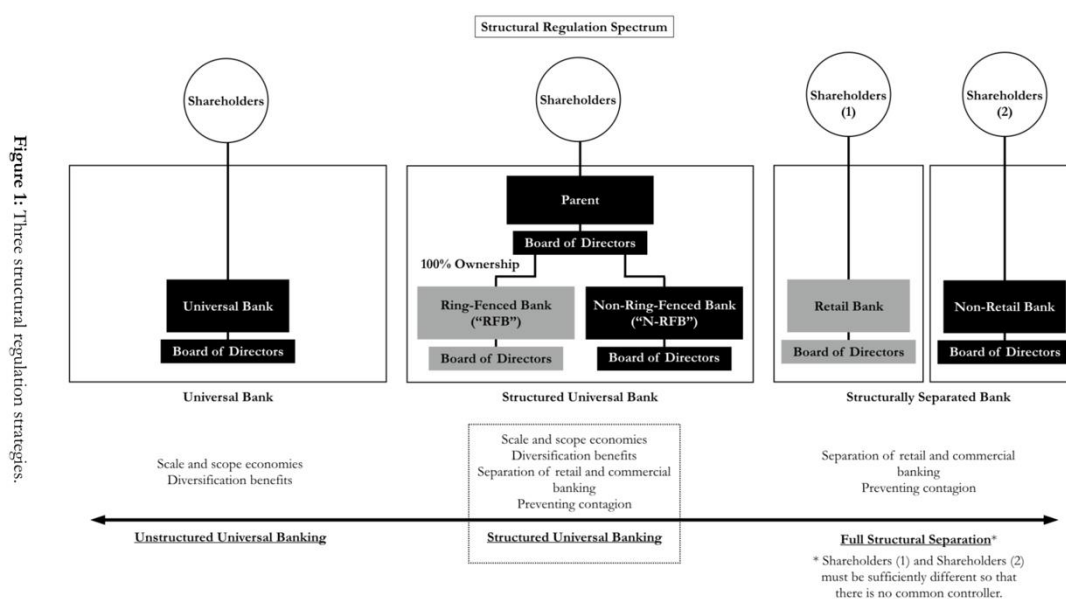 Structural Regulation Spectrum
Shareholders
Shareholders
Shareholders
(1)
Shareholders
(2)
Parent
Board of Directors
100% Ownership
Universal Bank
Board of Directors
Ring-Fenced Bank
(“RFB”)
Board of Directors
Non-Ring-Fenced Bank
(“N-RFB”)
Board of Directors
Retail Bank
Board of Directors
Non-Retail Bank
Board of Directors
Universal Bank
Structured Universal Bank
Structurally Separated Bank
Scale and scope economies
Diversification benefits
Scale and scope economies
Diversification benefits
Separation of retail and commercial
banking
Preventing contagion
Separation of retail and commercial
banking
Preventing contagion
Unstructured Universal Banking
Structured Universal Banking
Full Structural Separation*
* Shareholders (1) and Shareholders (2)
must be sufficiently different so that
there is no common controller.
Figure 1: Three structural regulation strategies.